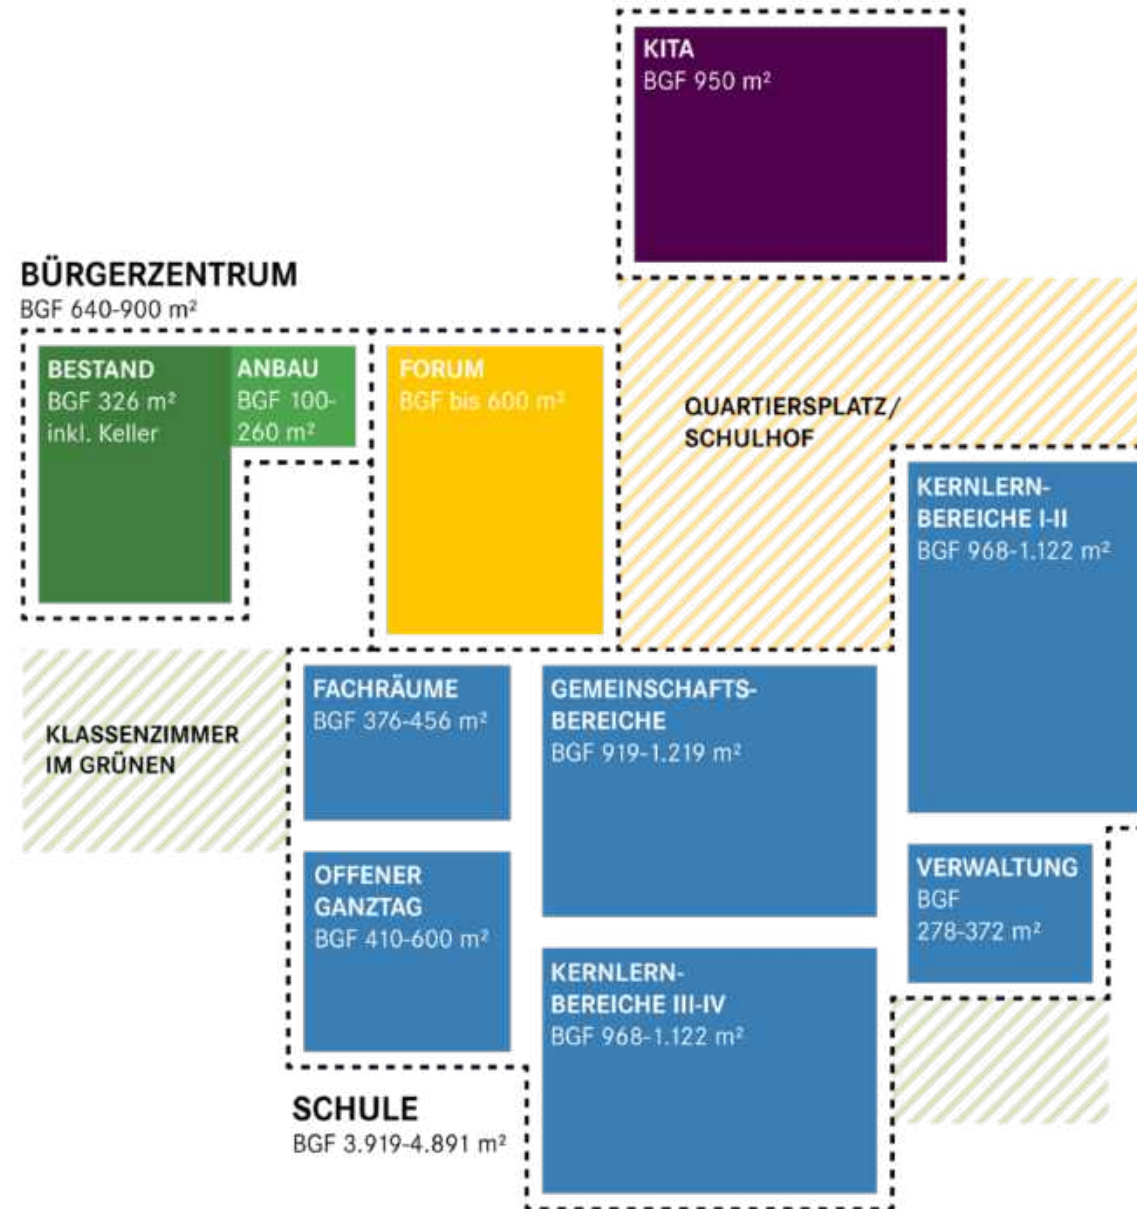 KITA
BGF 950 m²
BÜRGERZENTRUM
BGF 640-900 m²
BESTAND
BGF 326 m²
inkl. Keller
ANBAU
BGF 100-
260 m²
FORUM
BGF bis 600 m²
QUARTIERSPLATZ/
SCHULHOF
KERNLERN-
BEREICHE I-II
BGF 968-1.122 m²
KLASSENZIMMER
IM GRÜNEN
FACHRÄUME
BGF 376-456 m²
GEMEINSCHAFTS-
BEREICHE
BGF 919-1.219 m²
OFFENER
GANZTAG
BGF 410-600 m²
VERWALTUNG
BGF
278-372 m²
KERNLERN-
BEREICHE III-IV
BGF 968-1.122 m²
SCHULE
BGF 3.919-4.891 m²